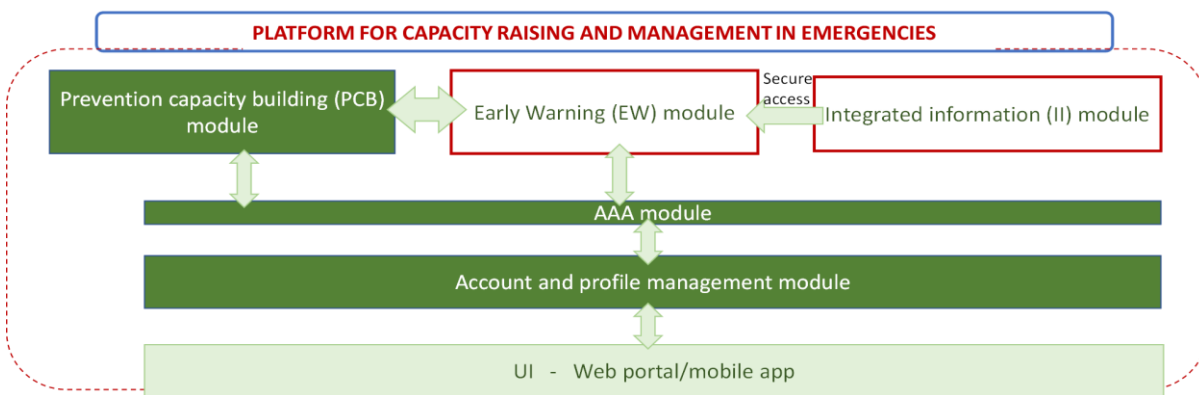 PLATFORM FOR CAPACITY RAISING AND MANAGEMENT IN EMERGENCIES
Prevention capacity building (PCB)
module
Early Warning (EW) module
Secure
access
Integrated information (II) module
AAA module
Account and profile management module
UI - Web portal/mobile app